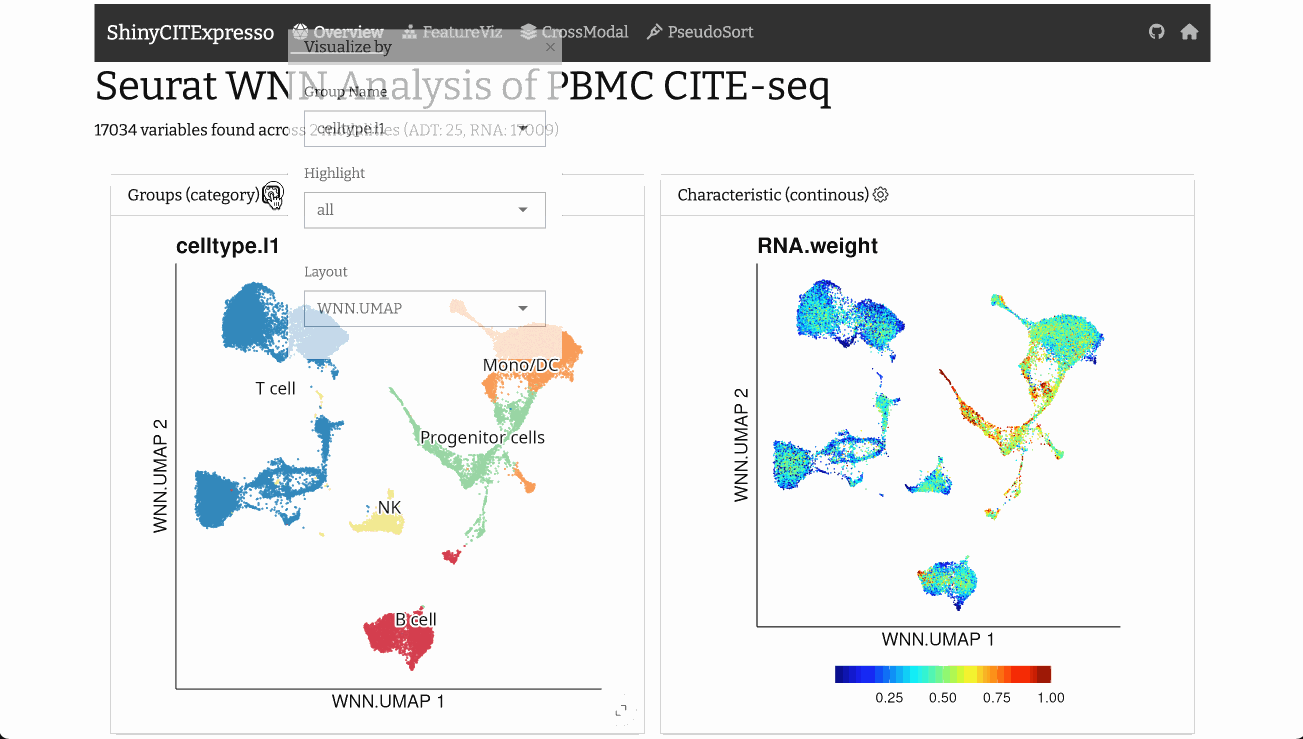 ShinyCITExpresso Overview FeatureViz CrossModal PseudoSort
Visualize by
Seurat WNN Analysis of PBMC CITE-seq
Group Name
celltype.l1
17034 variables found across 2 modalities (ADT: 25, RNA: 17009)
Highlight
Groups (category)
all
Characteristic (continous)
celltype.l1
Layout
WNN.UMAP
Mono/DC
T cell
Progenitor cells
NK
B cell
WNN.UMAP 2
WNN.UMAP 1
RNA.weight
WNN.UMAP 2
WNN.UMAP 1
0.25 0.50 0.75 1.00